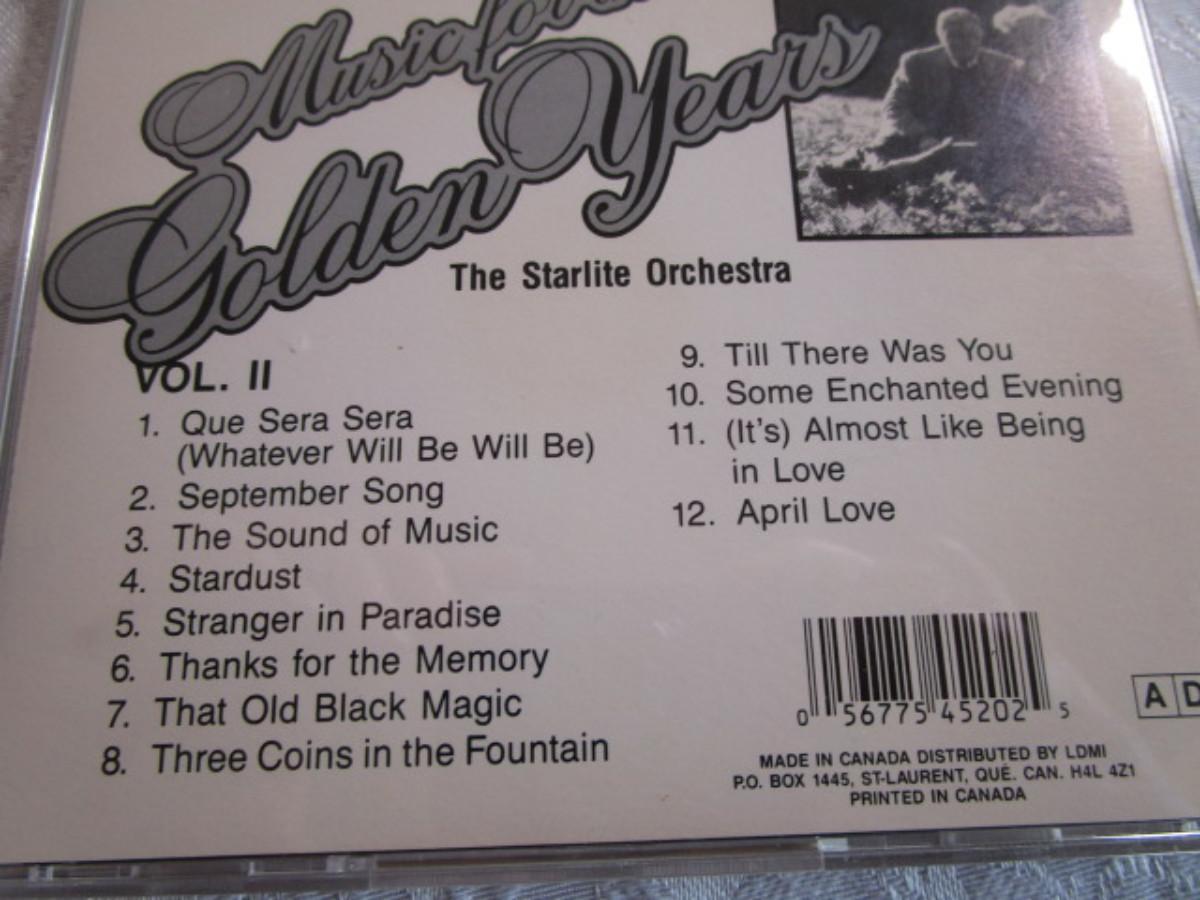 Music for
Golden Years
The Starlite Orchestra
VOL. II
1. Que Sera Sera
(Whatever Will Be Will Be)
2. September Song
3. The Sound of Music
4. Stardust
5. Stranger in Paradise
6. Thanks for the Memory
7. That Old Black Magic
8. Three Coins in the Fountain
9. Till There Was You
10. Some Enchanted Evening
11. (It's) Almost Like Being
in Love
12. April Love
0 56775 45202 5
A D
MADE IN CANADA DISTRIBUTED BY LDMI
P.O. BOX 1445, ST-LAURENT, QUÉ. CAN. H4L 4Z1
PRINTED IN CANADA